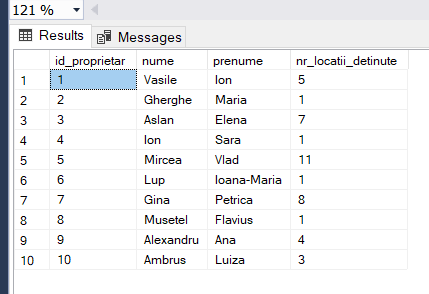 121 %
Results Messages
id_proprietar nume prenume nr_locatii_detinute
1 1 Vasile Ion 5
2 2 Gherghe Maria 1
3 3 Aslan Elena 7
4 4 Ion Sara 1
5 5 Mircea Vlad 11
6 6 Lup Ioana-Maria 1
7 7 Gina Petrica 8
8 8 Musetel Flavius 1
9 9 Alexandru Ana 4
10 10 Ambrus Luiza 3